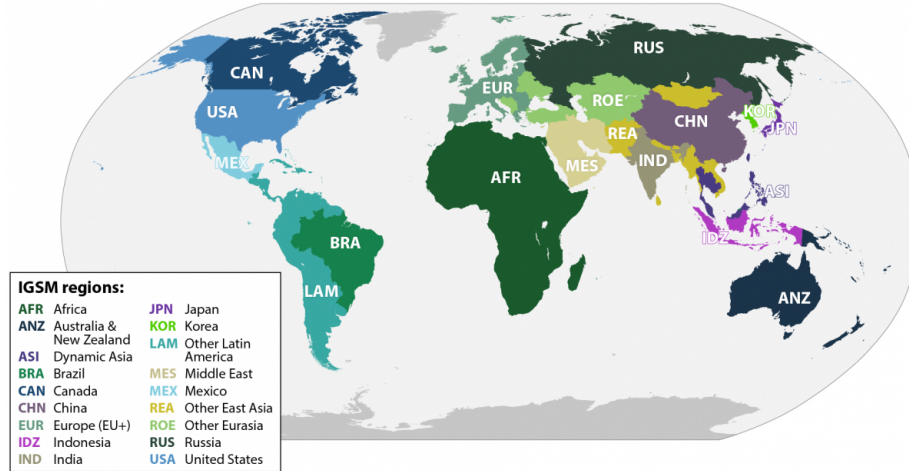 RUS
CAN
EUR
ROE
USA
CHN
KOR
JPN
REA
MEX
MES
IND
AFR
ASI
IDZ
BRA
LAM
ANZ
IGSM regions:
AFR Africa
ANZ Australia &
New Zealand
ASI Dynamic Asia
BRA Brazil
CAN Canada
CHN China
EUR Europe (EU+)
IDZ Indonesia
IND India
JPN Japan
KOR Korea
LAM Other Latin
America
MES Middle East
MEX Mexico
REA Other East Asia
ROE Other Eurasia
RUS Russia
USA United States